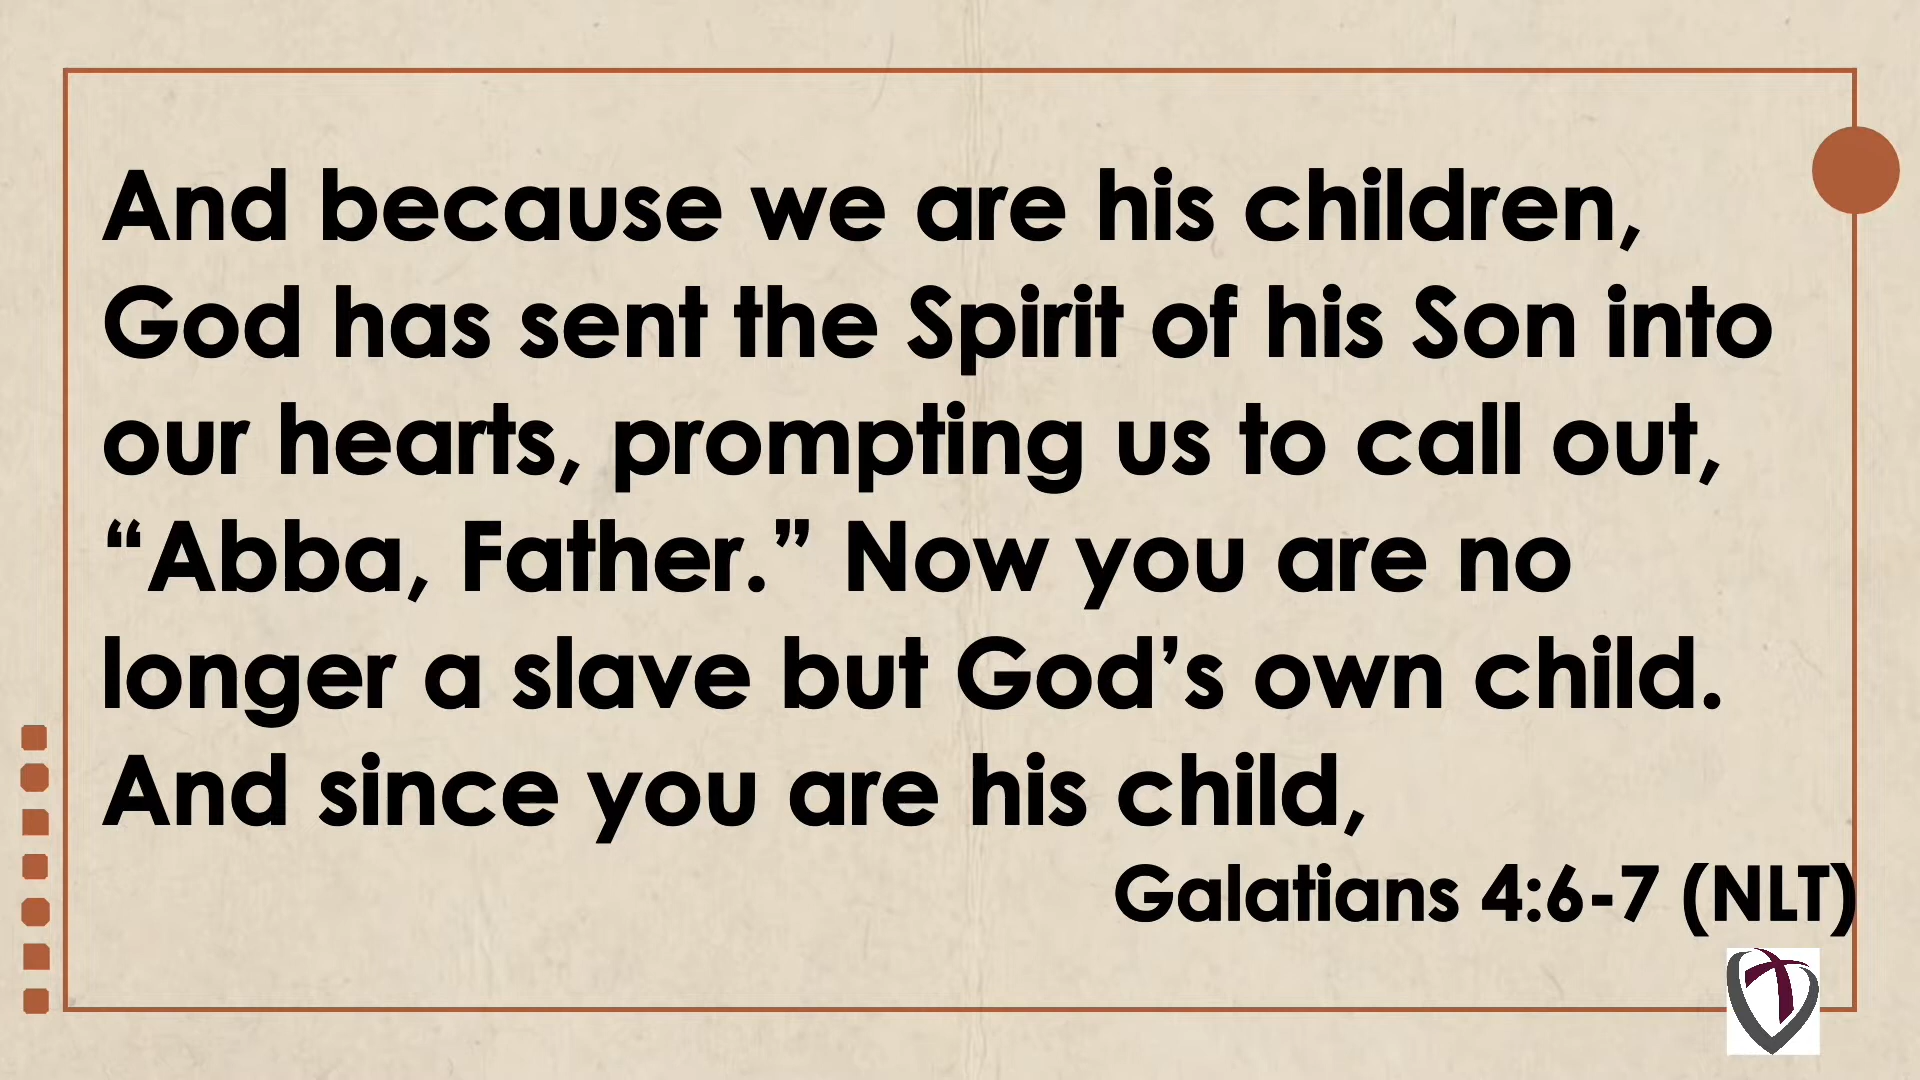 And because we are his children,
God has sent the Spirit of his Son into
our hearts, prompting us to call out,
“Abba, Father.” Now you are no
longer a slave but God’s own child.
And since you are his child,
Galatians 4:6-7 (NLT)